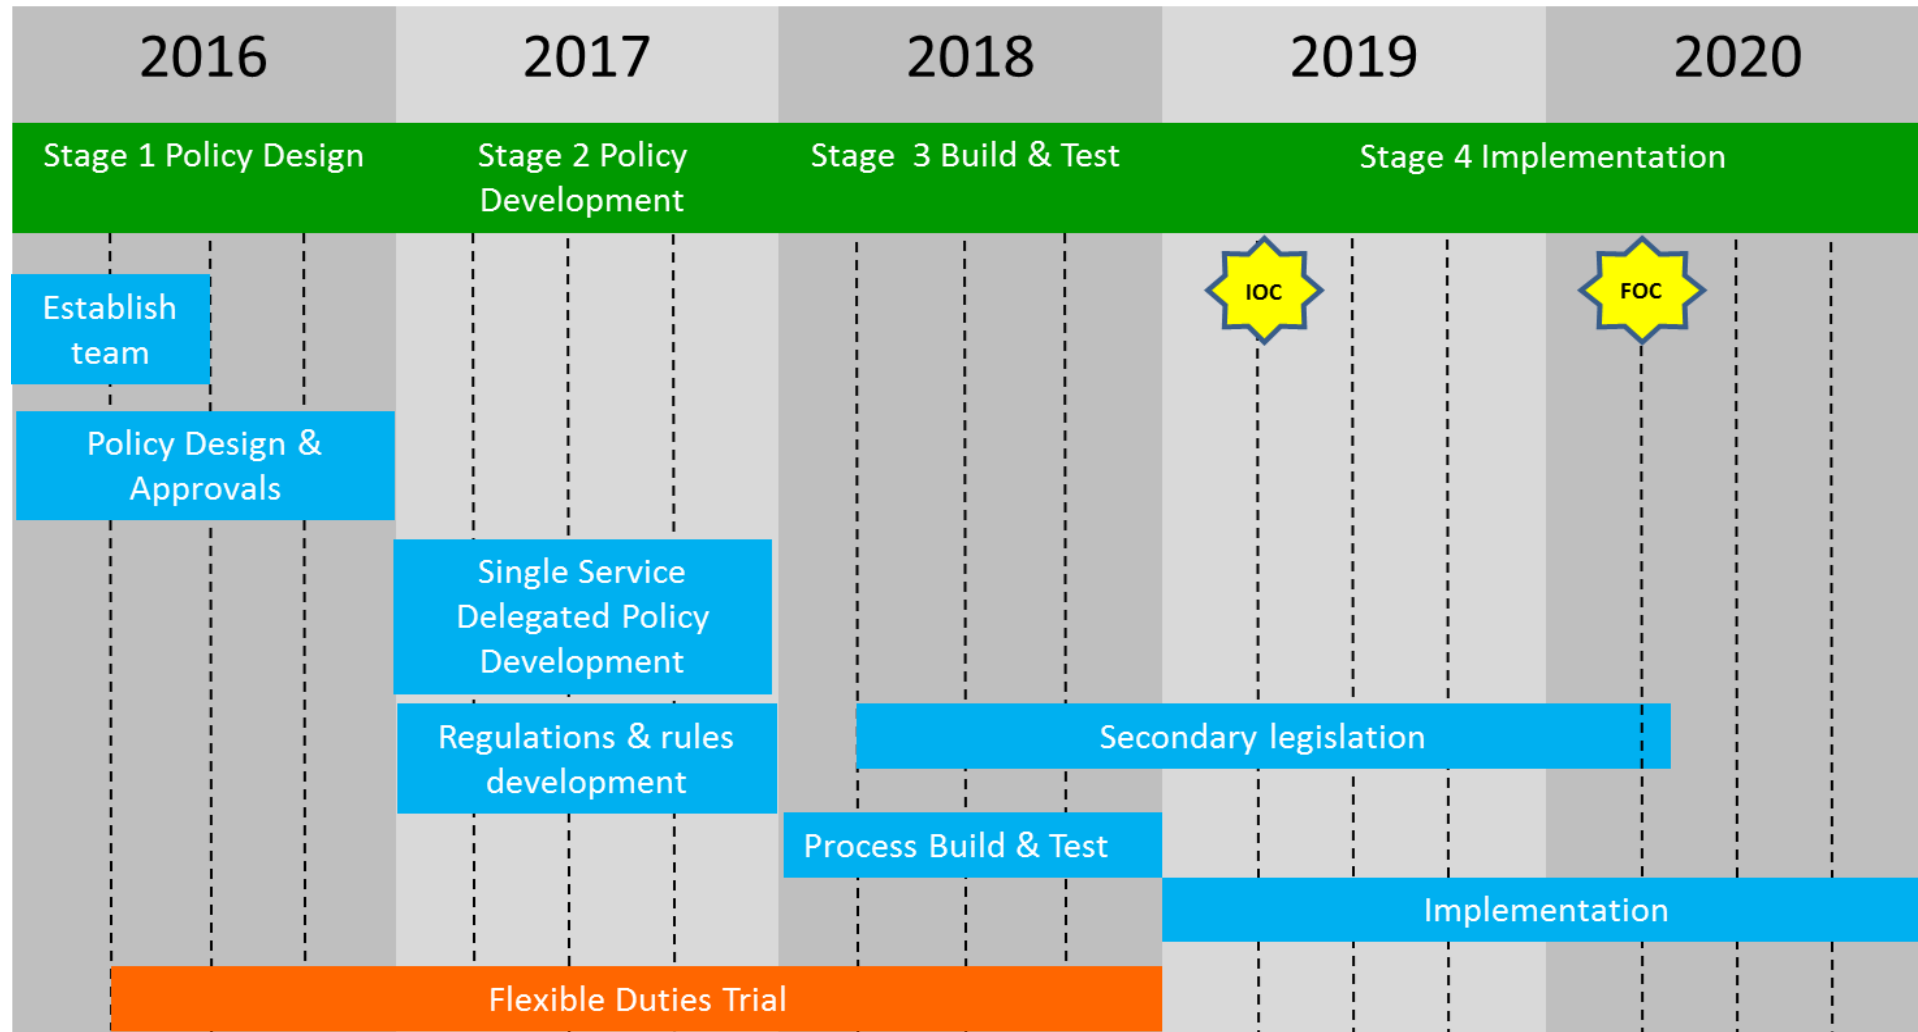 2016
2017
2018
2019
2020
Stage 1 Policy Design
Stage 2 Policy
Development
Stage 3 Build & Test
Stage 4 Implementation
IOC
FOC
Establish
team
Policy Design &
Approvals
Single Service
Delegated Policy
Development
Regulations & rules
development
Secondary legislation
Process Build & Test
Implementation
Flexible Duties Trial